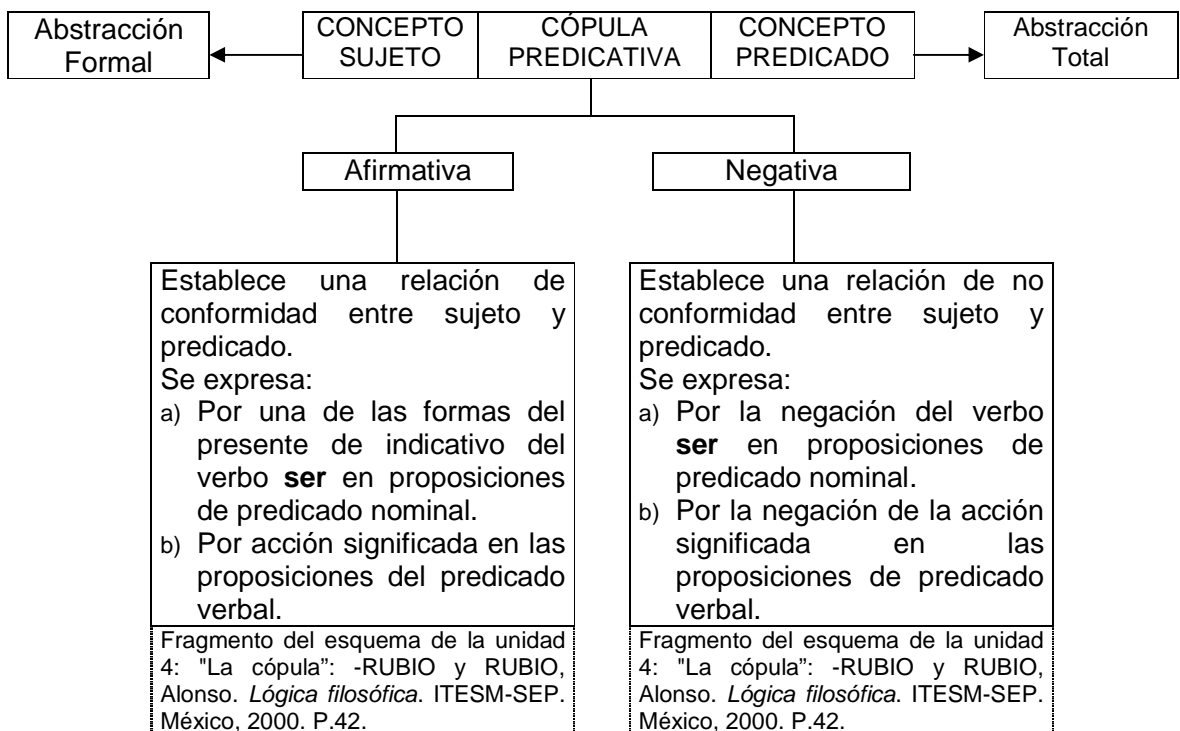 Abstracción
Formal
CONCEPTO
SUJETO
CÓPULA
PREDICATIVA
CONCEPTO
PREDICADO
Abstracción
Total
Afirmativa
Negativa
Establece una relación de
conformidad entre sujeto y
predicado.
Se expresa:
a) Por una de las formas del
presente de indicativo del
verbo ser en proposiciones
de predicado nominal.
b) Por acción significada en las
proposiciones del predicado
verbal.
Fragmento del esquema de la unidad
4: "La cópula”: -RUBIO y RUBIO,
Alonso. Lógica filosófica. ITESM-SEP.
México, 2000. P.42.
Establece una relación de no
conformidad entre sujeto y
predicado.
Se expresa:
a) Por la negación del verbo
ser en proposiciones de
predicado nominal.
b) Por la negación de la acción
significada en las
proposiciones de predicado
verbal.
Fragmento del esquema de la unidad
4: "La cópula”: -RUBIO y RUBIO,
Alonso. Lógica filosófica. ITESM-SEP.
México, 2000. P.42.